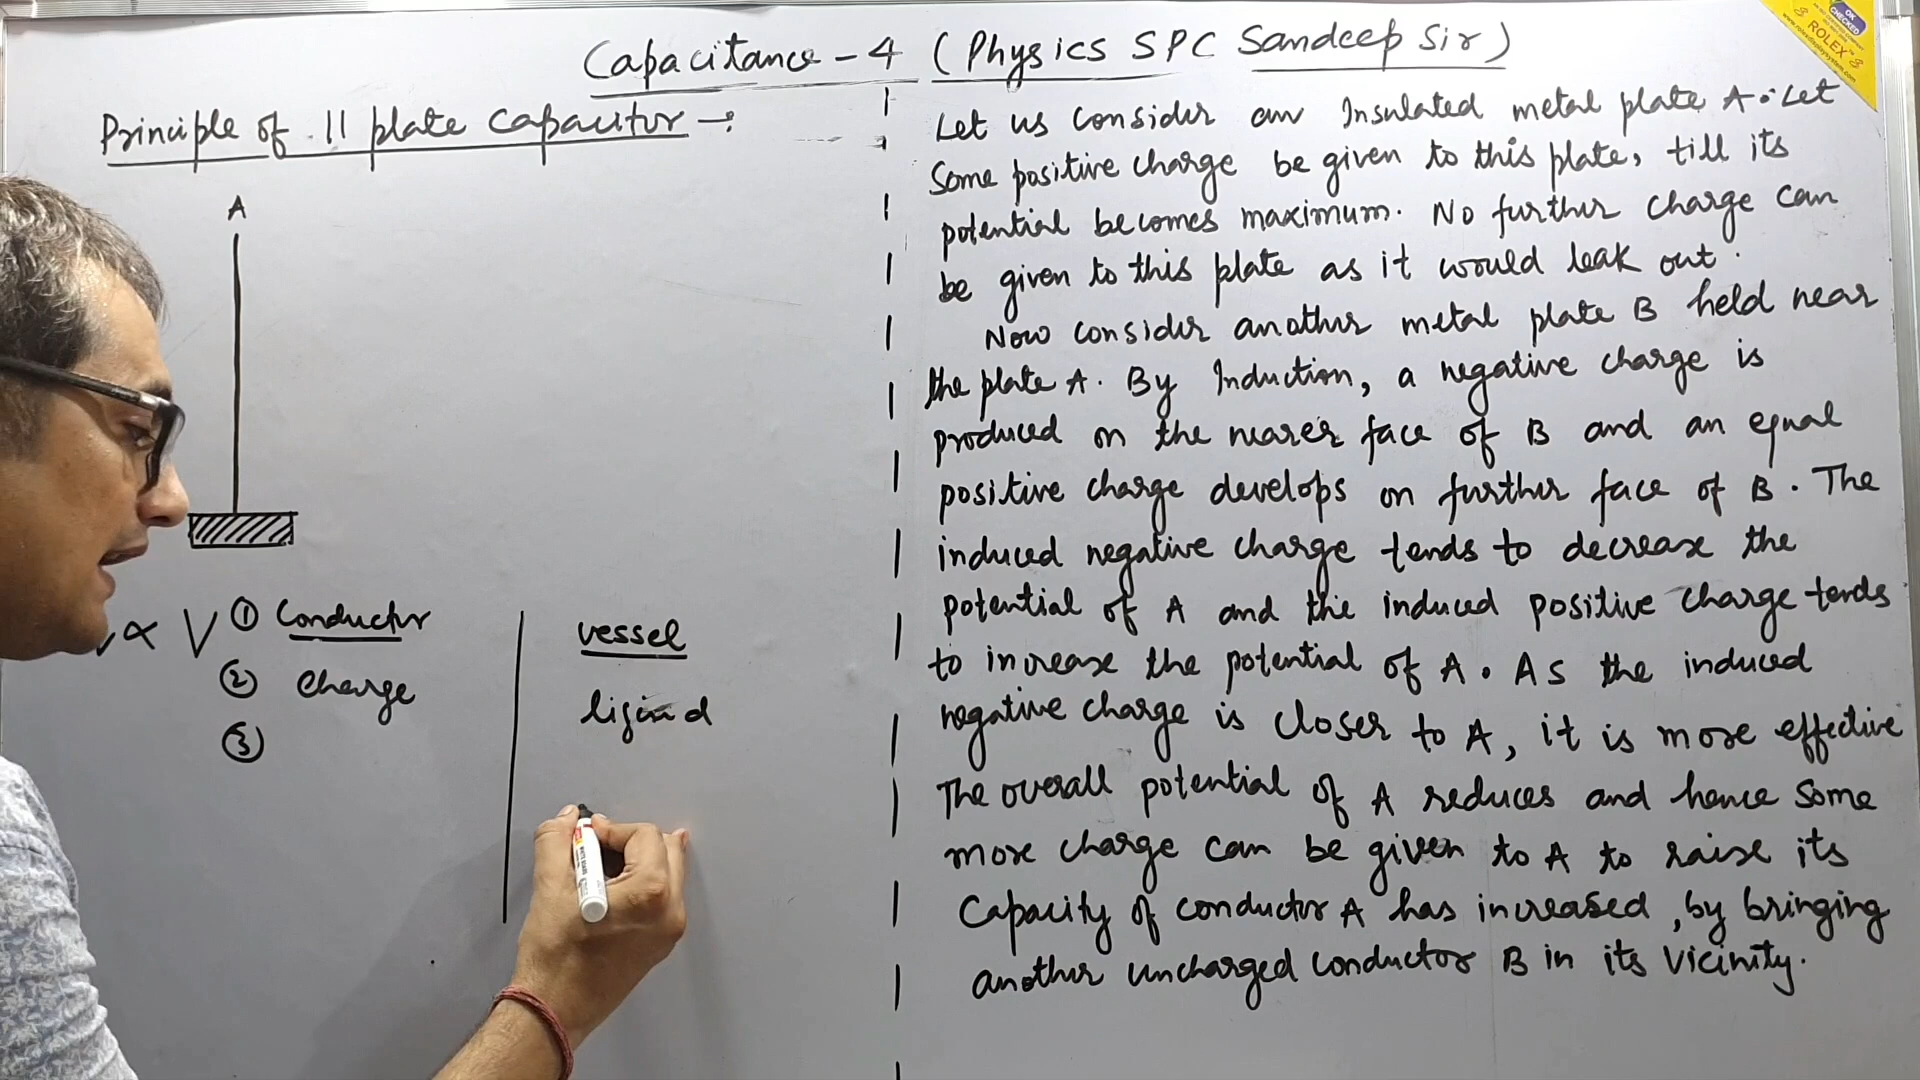 Capacitance - 4 (Physics SPC Sandeep Sir)
Principle of || plate capacitor →:
A
∝ V
① Conductor
② Charge
③
vessel
liquid
Let us consider an Insulated metal plate A. Let
Some positive charge be given to this plate, till its
potential becomes maximum. No further charge can
be given to this plate as it would leak out.
Now consider another metal plate B held near
the plate A. By Induction, a negative charge is
produced on the nearer face of B and an equal
positive charge develops on further face of B. The
induced negative charge tends to decrease the
potential of A and the induced positive charge tends
to increase the potential of A. As the induced
negative charge is closer to A, it is more effective
The overall potential of A reduces and hence some
more charge can be given to A to raise its
Capacity of conductor A has increased, by bringing
another uncharged conductor B in its vicinity.
OK
CHECKED
ROLEX